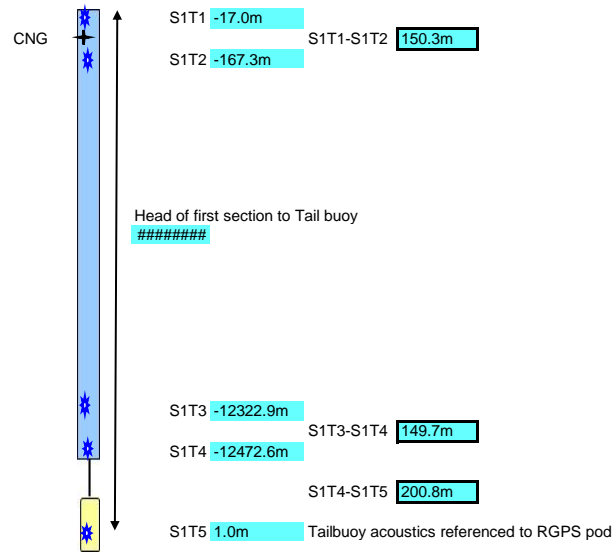 S1T1 -17.0m
CNG S1T1-S1T2 150.3m
S1T2 -167.3m
Head of first section to Tail buoy
########
S1T3 -12322.9m
S1T3-S1T4 149.7m
S1T4 -12472.6m
S1T4-S1T5 200.8m
S1T5 1.0m Tailbuoy acoustics referenced to RGPS pod